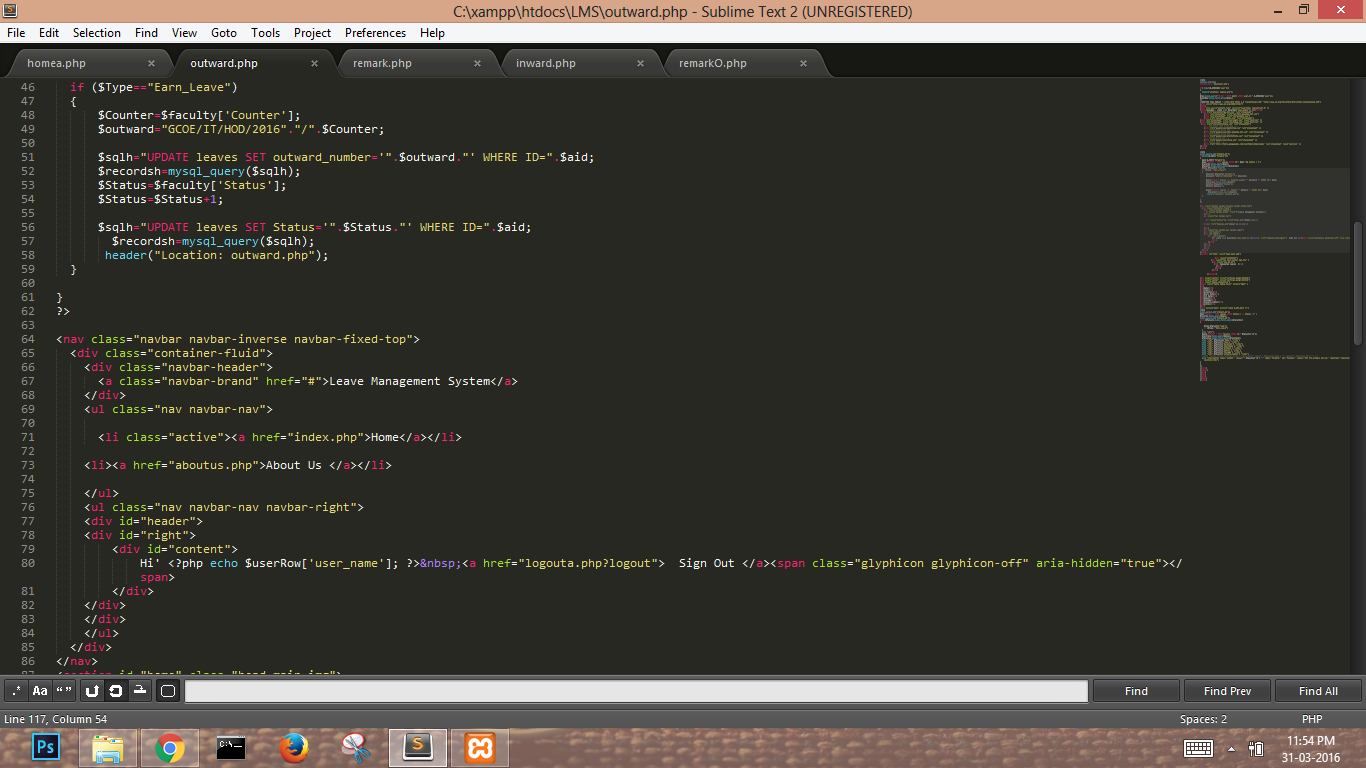 C:\xampp\htdocs\LMS\outward.php - Sublime Text 2 (UNREGISTERED)
File Edit Selection Find View Goto Tools Project Preferences Help
homea.php × outward.php × remark.php × inward.php × remarkO.php ×
46 if ($Type=="Earn_Leave")
47 {
48 $Counter=$faculty['Counter'];
49 $outward="GCOE/IT/HOD/2016"."/".$Counter;
50
51 $sqlh="UPDATE leaves SET outward_number='".$outward."' WHERE ID=".$aid;
52 $recordsh=mysql_query($sqlh);
53 $Status=$faculty['Status'];
54 $Status=$Status+1;
55
56 $sqlh="UPDATE leaves SET Status='".$Status."' WHERE ID=".$aid;
57 $recordsh=mysql_query($sqlh);
58 header("Location: outward.php");
59 }
60
61 }
62 ?>
63
64 <nav class="navbar navbar-inverse navbar-fixed-top">
65 <div class="container-fluid">
66 <div class="navbar-header">
67 <a class="navbar-brand" href="#">Leave Management System</a>
68 </div>
69 <ul class="nav navbar-nav">
70
71 <li class="active"><a href="index.php">Home</a></li>
72
73 <li><a href="aboutus.php">About Us </a></li>
74
75 </ul>
76 <ul class="nav navbar-nav navbar-right">
77 <div id="header">
78 <div id="right">
79 <div id="content">
80 Hi' <?php echo $userRow['user_name']; ?>&nbsp;<a href="logouta.php?logout">  Sign Out </a><span class="glyphicon glyphicon-off" aria-hidden="true"></
span>
81 </div>
82 </div>
83 </div>
84 </ul>
85 </div>
86 </nav>
87 <section id="home" class="head-main-img">
.* Aa “” Find Find Prev Find All
Line 117, Column 54 Spaces: 2 PHP
Ps C:\_ S
11:54 PM
31-03-2016